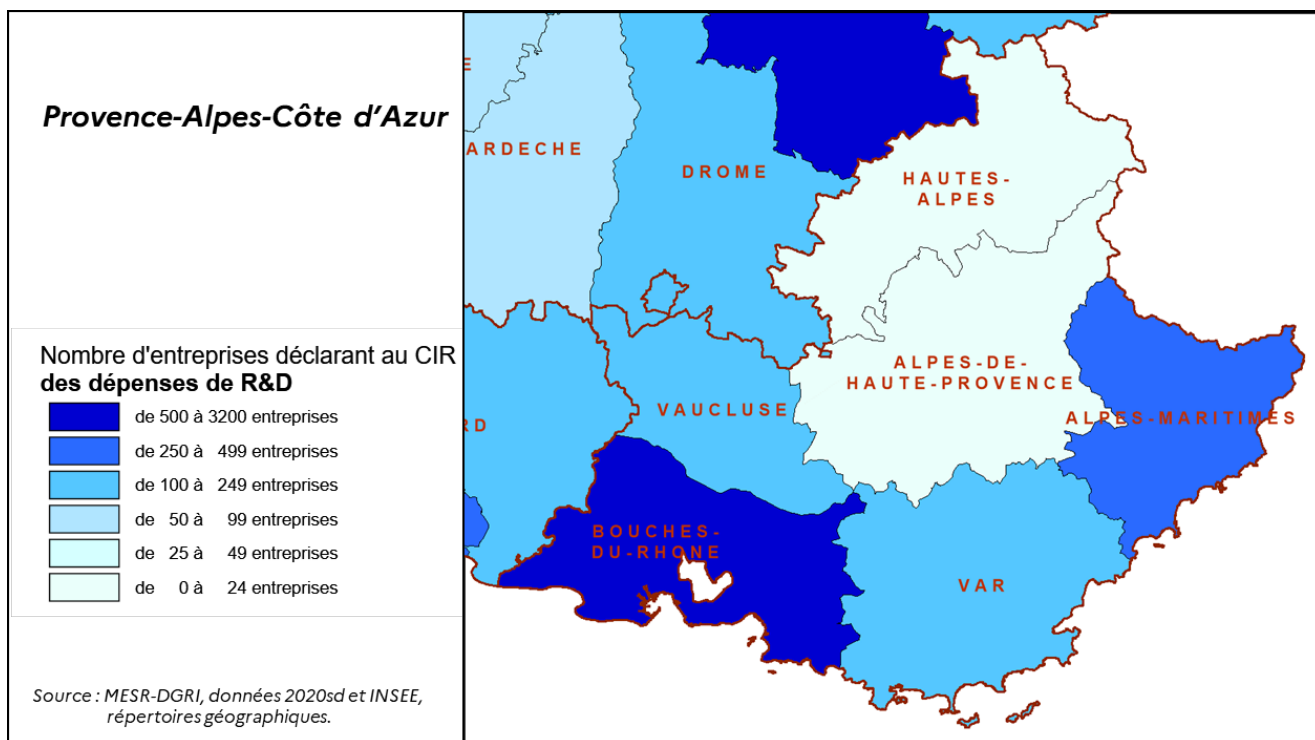 Provence-Alpes-Côte d'Azur
Nombre d'entreprises déclarant au CIR
des dépenses de R&D
de 500 à 3200 entreprises
de 250 à 499 entreprises
de 100 à 249 entreprises
de 50 à 99 entreprises
de 25 à 49 entreprises
de 0 à 24 entreprises
Source : MESR-DGRI, données 2020sd et INSEE,
répertoires géographiques.
E
ARDECHE
DROME
HAUTES-
ALPES
ALPES-DE-
HAUTE-PROVENCE
VAUCLUSE
RD
ALPES-MARITIMES
BOUCHES-
DU-RHONE
VAR